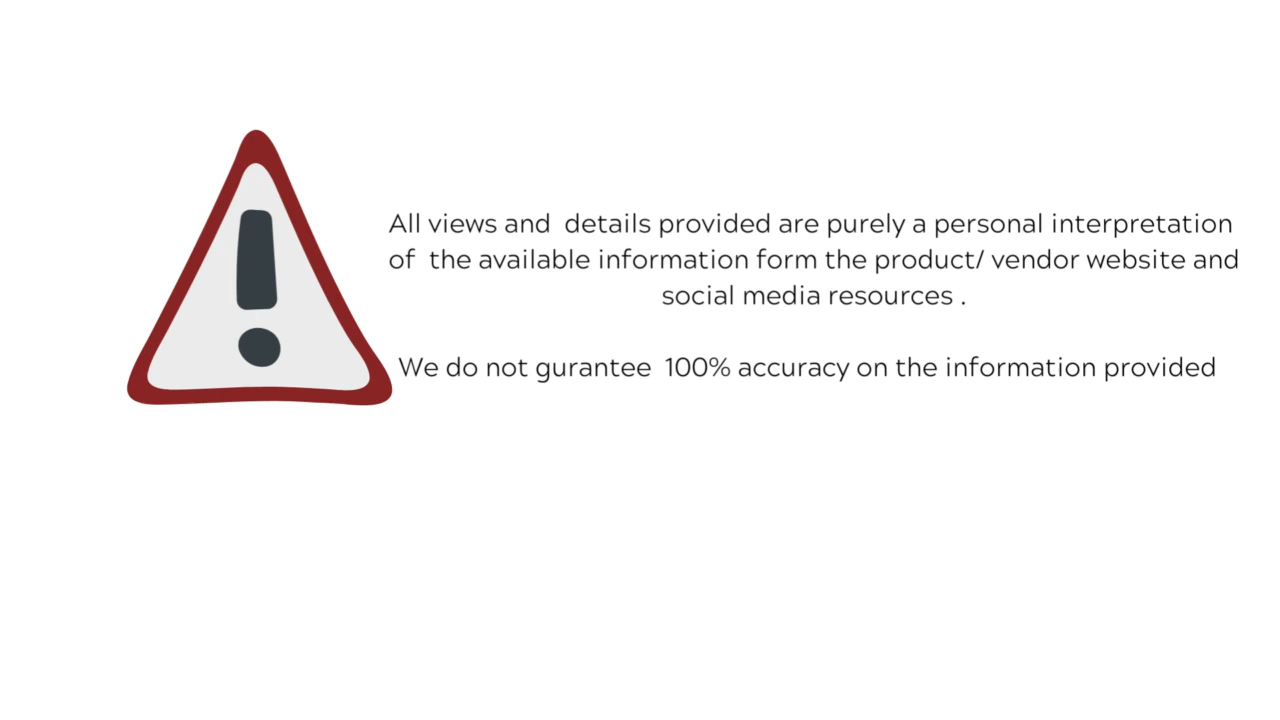 All views and details provided are purely a personal interpretation
of the available information form the product/ vendor website and
social media resources .
We do not gurantee 100% accuracy on the information provided